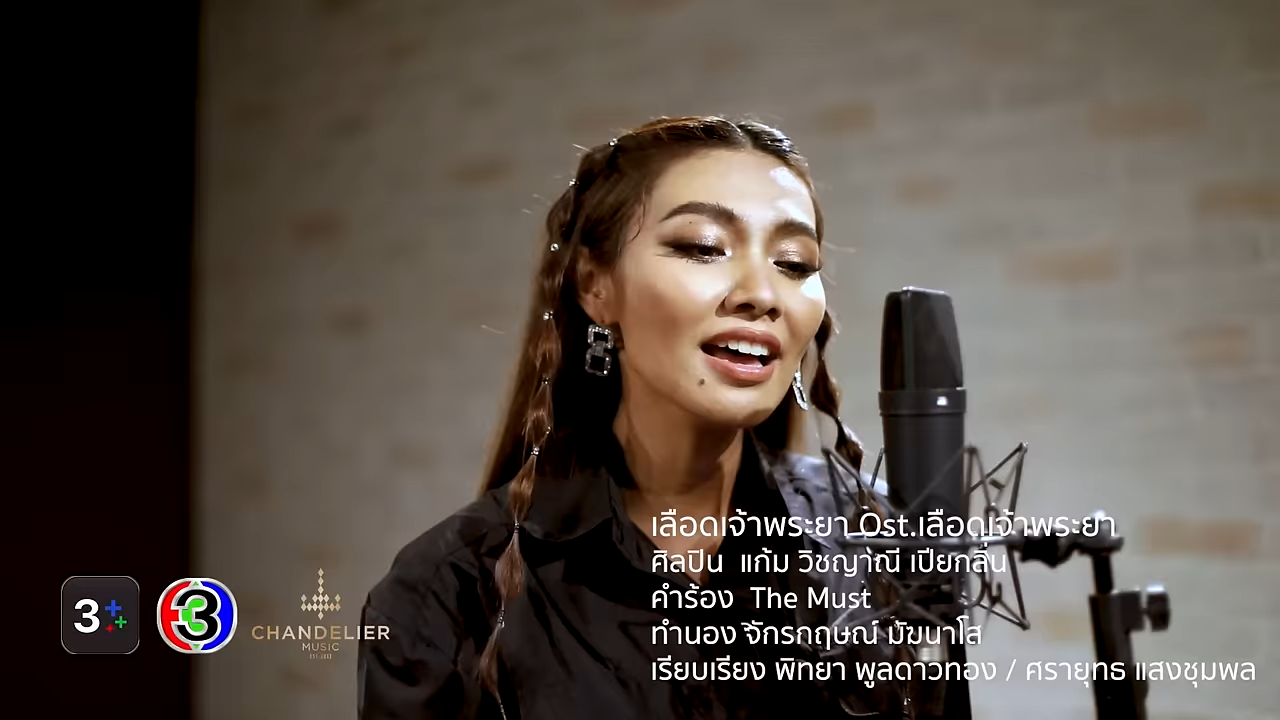 เลือดเจ้าพระยา Ost.เลือดเจ้าพระยา
ศิลปิน แก้ม วิชญาณี เปียกลิ่น
คำร้อง The Must
ทำนอง จักรกฤษณ์ มัฆนาโส
เรียบเรียง พิทยา พูลดาวทอง / ศรายุทธ แสงชุมพล
3
3
CHANDELIER
MUSIC